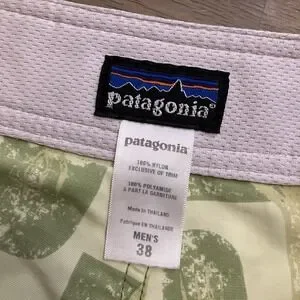 patagonia®
patagonia®
100% NYLON
EXCLUSIVE OF TRIM
100% POLYAMIDE
À PART LA GARNITURE
Made in THAILAND
Fabriqué en THAILANDE
MEN'S
38